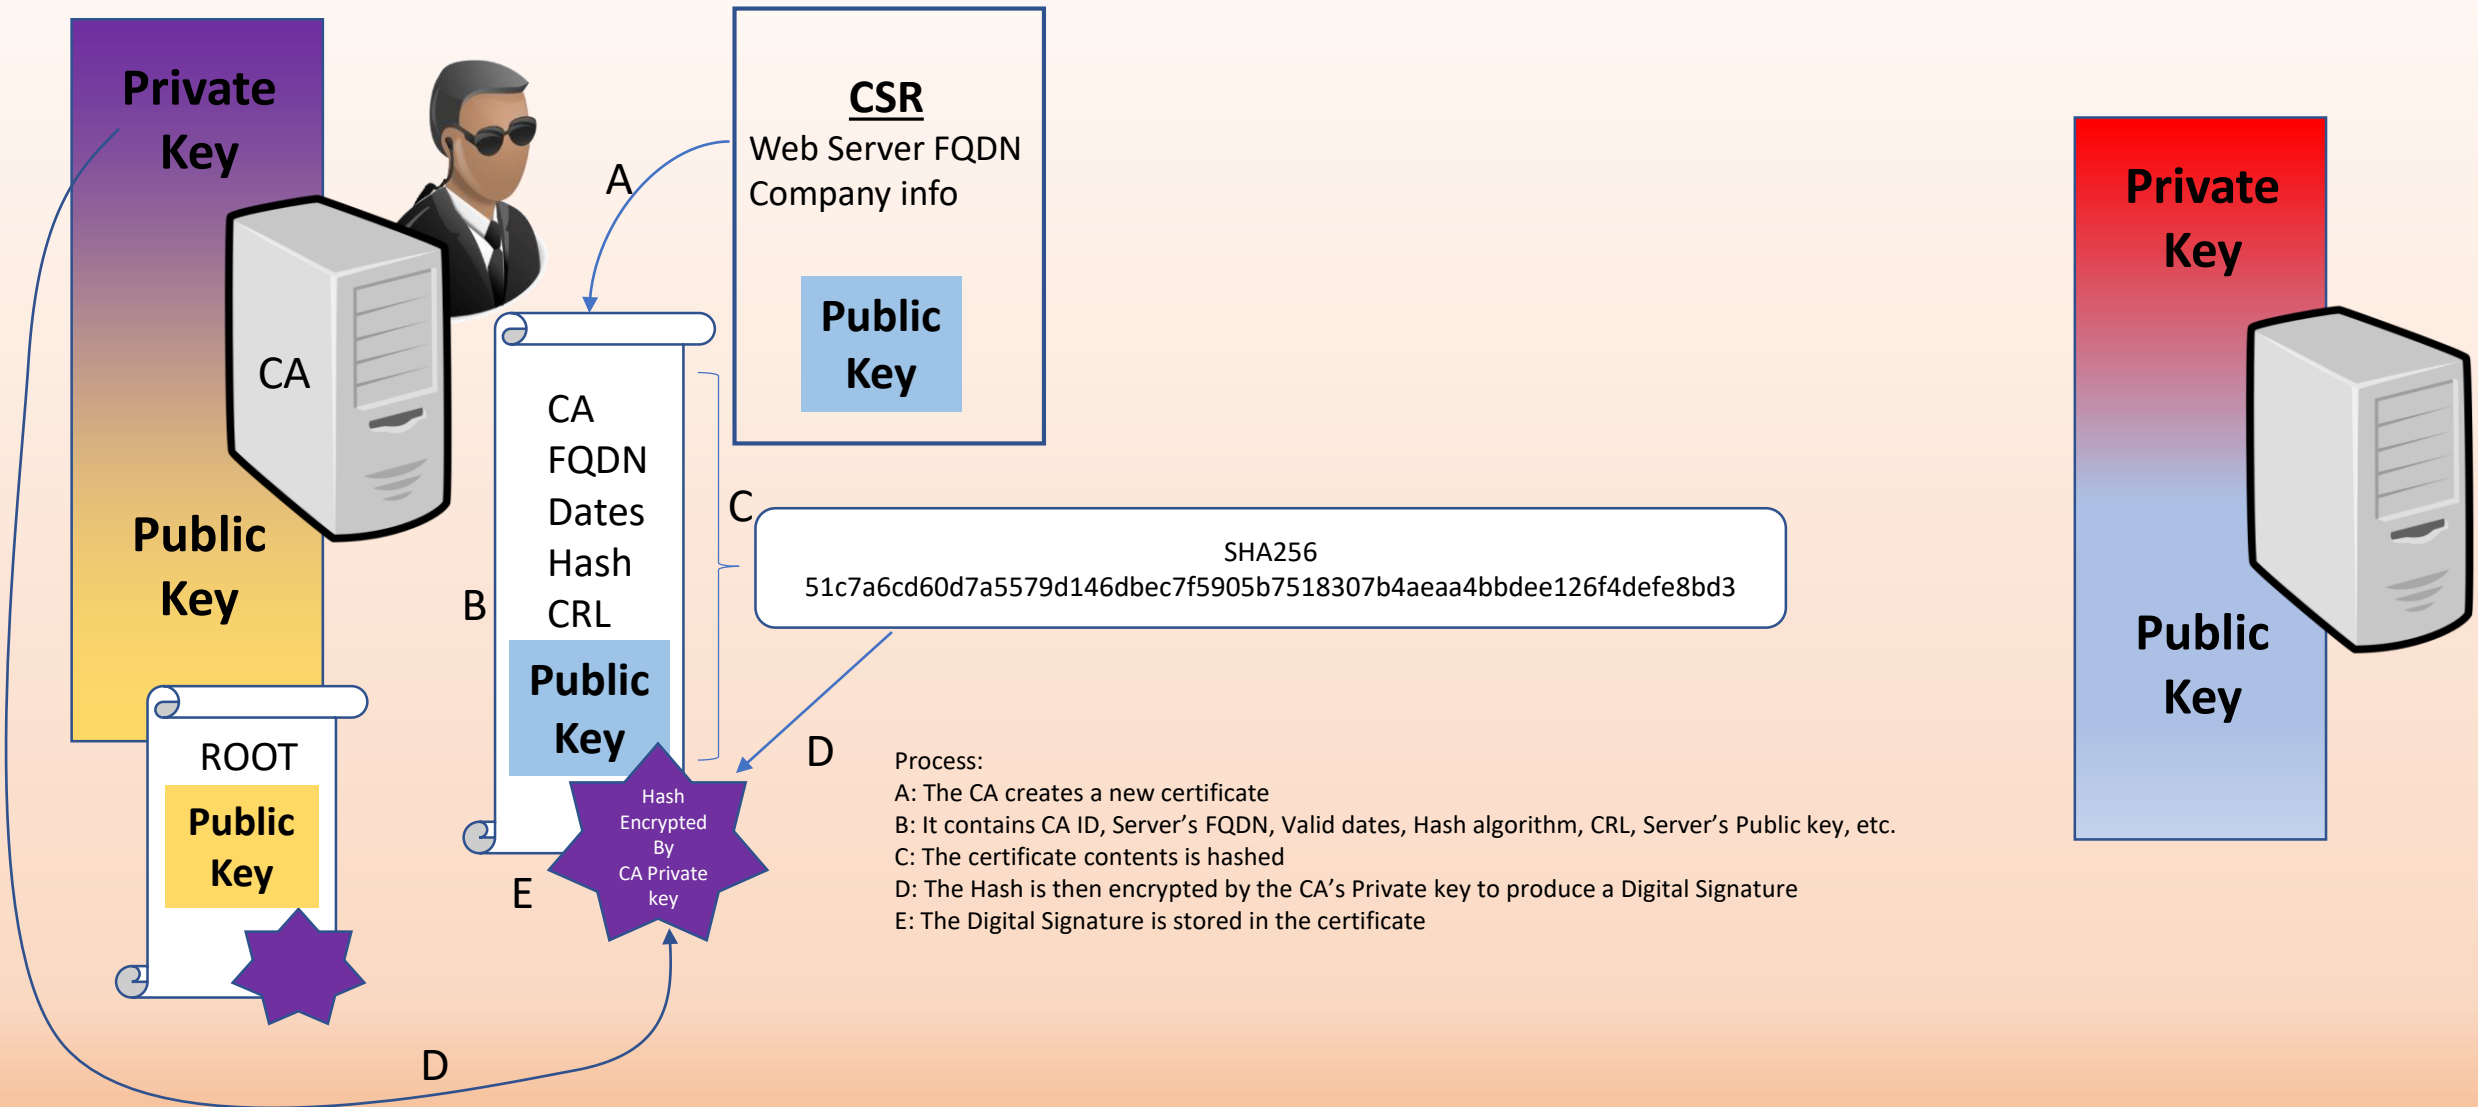 Private
Key
CA
Public
Key
ROOT
Public
Key
A
CSR
Web Server FQDN
Company info
Public
Key
B
CA
FQDN
Dates
Hash
CRL
Public
Key
C
SHA256
51c7a6cd60d7a5579d146dbec7f5905b7518307b4aeaa4bbdee126f4defe8bd3
D
Hash
Encrypted
By
CA Private
key
E
D
Process:
A: The CA creates a new certificate
B: It contains CA ID, Server’s FQDN, Valid dates, Hash algorithm, CRL, Server’s Public key, etc.
C: The certificate contents is hashed
D: The Hash is then encrypted by the CA’s Private key to produce a Digital Signature
E: The Digital Signature is stored in the certificate
Private
Key
Public
Key